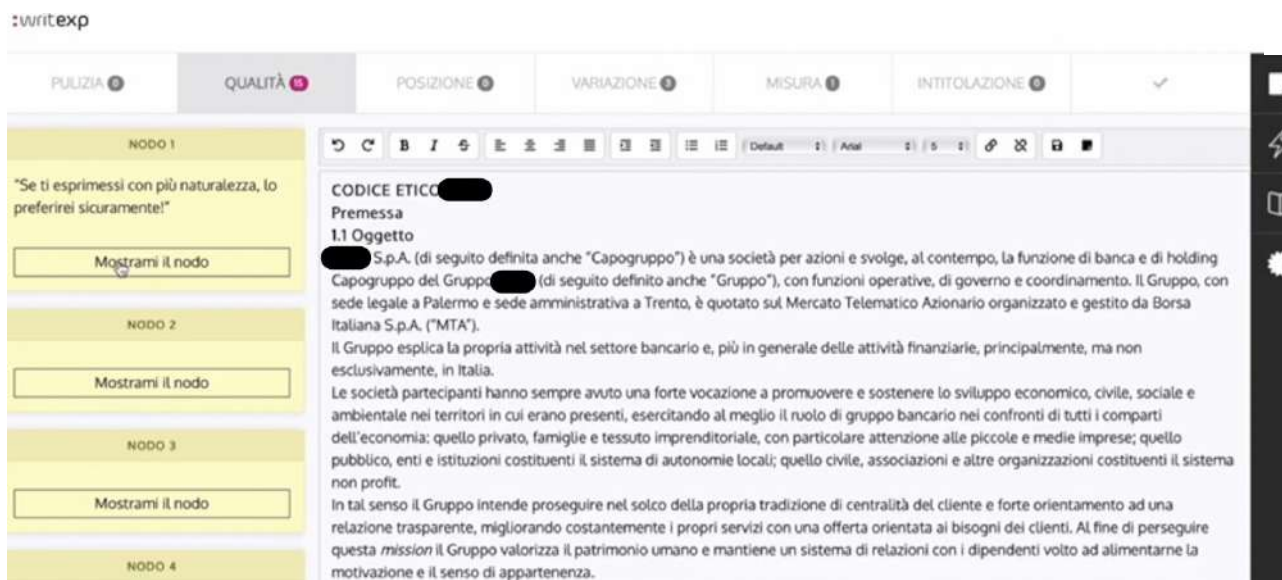 :writexp
PULIZIA 0
QUALITÀ 15
POSIZIONE 0
VARIAZIONE 3
MISURA 1
INTITOLAZIONE 0
NODO 1
"Se ti esprimessi con più naturalezza, lo
preferirei sicuramente!"
Mostrami il nodo
NODO 2
Mostrami il nodo
NODO 3
Mostrami il nodo
NODO 4
B I S Default Arial 5
CODICE ETICO
Premessa
1.1 Oggetto
S.p.A. (di seguito definita anche "Capogruppo") è una società per azioni e svolge, al contempo, la funzione di banca e di holding
Capogruppo del Gruppo (di seguito definito anche "Gruppo"), con funzioni operative, di governo e coordinamento. Il Gruppo, con
sede legale a Palermo e sede amministrativa a Trento, è quotato sul Mercato Telematico Azionario organizzato e gestito da Borsa
Italiana S.p.A. ("MTA").
Il Gruppo esplica la propria attività nel settore bancario e, più in generale delle attività finanziarie, principalmente, ma non
esclusivamente, in Italia.
Le società partecipanti hanno sempre avuto una forte vocazione a promuovere e sostenere lo sviluppo economico, civile, sociale e
ambientale nei territori in cui erano presenti, esercitando al meglio il ruolo di gruppo bancario nei confronti di tutti i comparti
dell'economia: quello privato, famiglie e tessuto imprenditoriale, con particolare attenzione alle piccole e medie imprese; quello
pubblico, enti e istituzioni costituenti il sistema di autonomie locali; quello civile, associazioni e altre organizzazioni costituenti il sistema
non profit.
In tal senso il Gruppo intende proseguire nel solco della propria tradizione di centralità del cliente e forte orientamento ad una
relazione trasparente, migliorando costantemente i propri servizi con una offerta orientata ai bisogni dei clienti. Al fine di perseguire
questa mission il Gruppo valorizza il patrimonio umano e mantiene un sistema di relazioni con i dipendenti volto ad alimentarne la
motivazione e il senso di appartenenza.